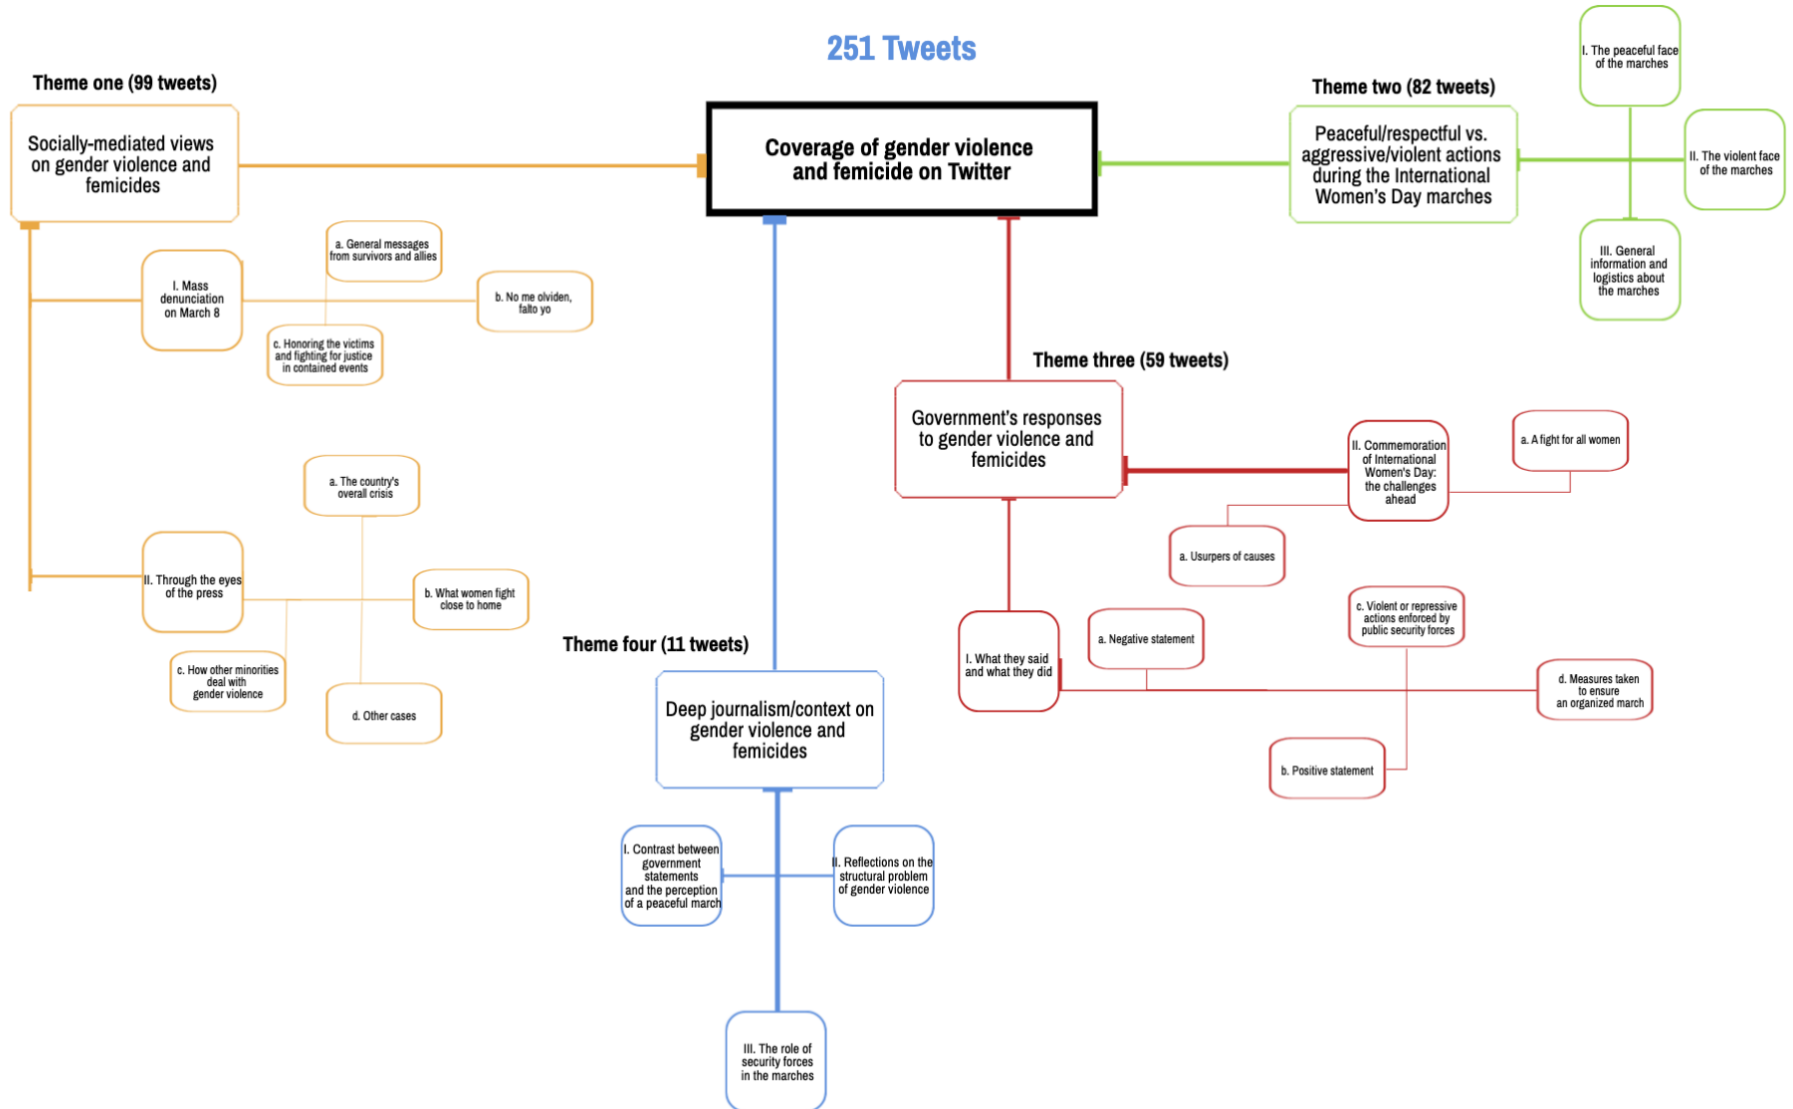 251 Tweets
Theme one (99 tweets)
Socially-mediated views
on gender violence and
femicides
Coverage of gender violence
and femicide on Twitter
Theme two (82 tweets)
Peaceful/respectful vs.
aggressive/violent actions
during the International
Women's Day marches
I. The peaceful face
of the marches
II. The violent face
of the marches
III. General
information and
logistics about
the marches
I. Mass
denunciation
on March 8
a. General messages
from survivors and allies
b. No me olviden,
falto yo
c. Honoring the victims
and fighting for justice
in contained events
II. Through the eyes
of the press
a. The country's
overall crisis
b. What women fight
close to home
c. How other minorities
deal with
gender violence
d. Other cases
Theme three (59 tweets)
Government's responses
to gender violence and
femicides
II. Commemoration
of International
Women's Day:
the challenges
ahead
a. A fight for all women
a. Usurpers of causes
I. What they said
and what they did
a. Negative statement
c. Violent or repressive
actions enforced by
public security forces
d. Measures taken
to ensure
an organized march
b. Positive statement
Theme four (11 tweets)
Deep journalism/context on
gender violence and
femicides
I. Contrast between
government
statements
and the perception
of a peaceful march
II. Reflections on the
structural problem
of gender violence
III. The role of
security forces
in the marches